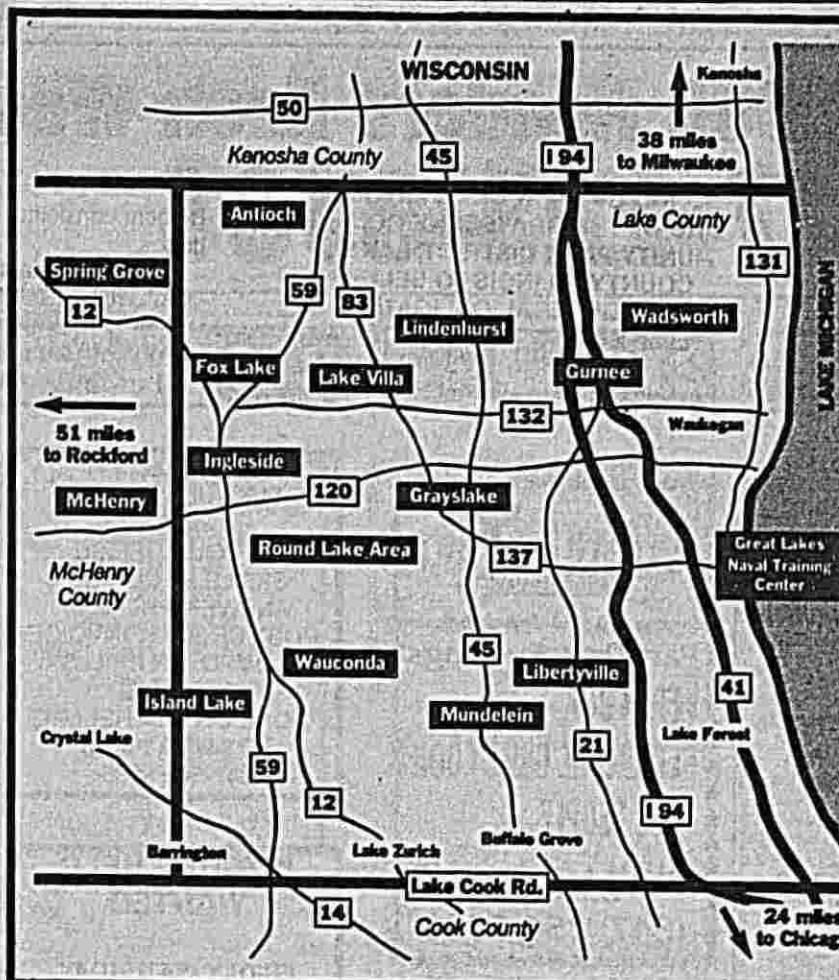 WISCONSIN
Kenosha
50
38 miles
to Milwaukee
Kenosha County
45
I 94
Antioch
Lake County
Spring Grove
12
59
83
131
Lindenhurst
Wadsworth
LAKE MICHIGAN
Fox Lake
Lake Villa
Gurnee
51 miles
to Rockford
132
Waukegan
Ingleside
McHenry
120
Grayslake
Round Lake Area
137
Great Lakes
Naval Training
Center
McHenry
County
Wauconda
45
Libertyville
41
Island Lake
Mundelein
Crystal Lake
21
Lake Forest
59
12
I 94
Barrington
Lake Zurich
Buffalo Grove
Lake Cook Rd.
14
Cook County
24 miles
to Chicag